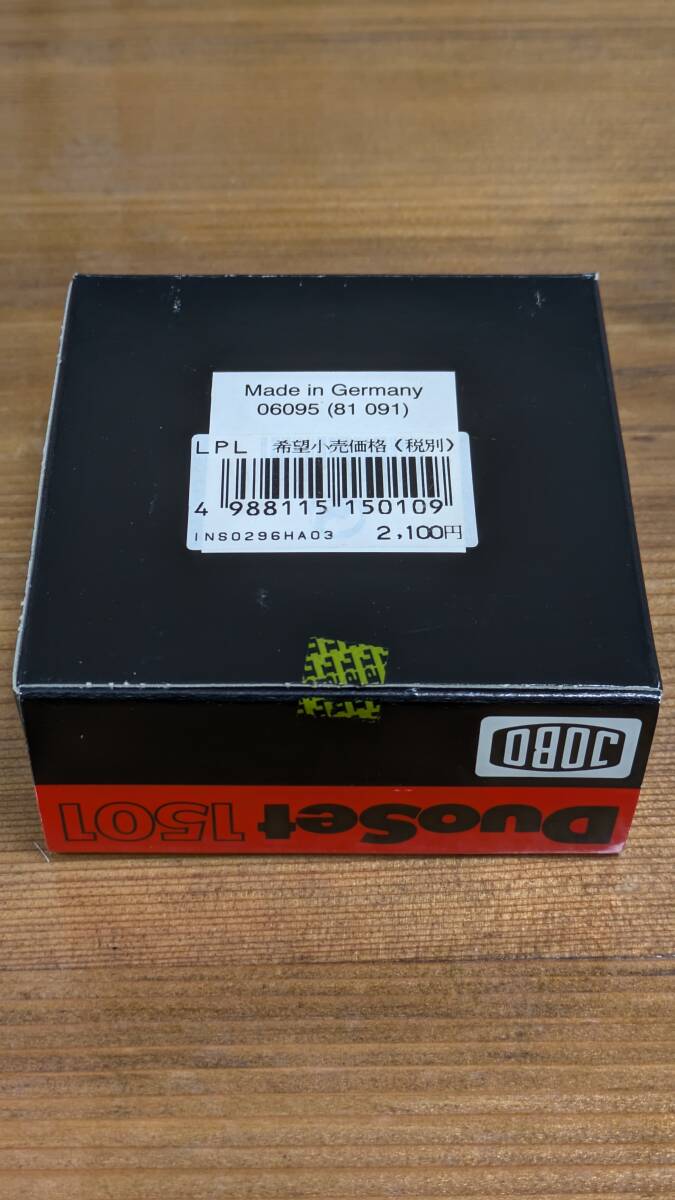 Made in Germany
06095 (81 091)
LPL 希望小売価格(税別)
4 988115 150109
INS0296HA03 2,100円
JOBO
DuoSet 1501